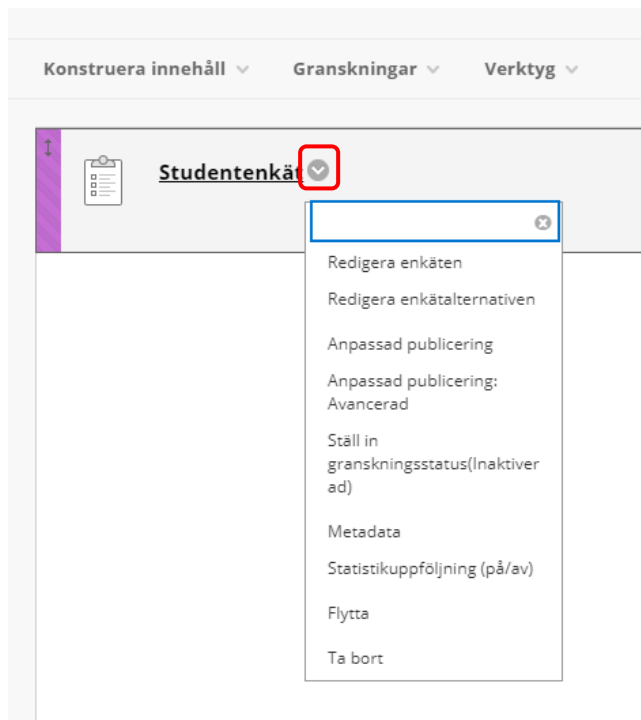 Konstruera innehåll Granskningar Verktyg
Studentenkät
Redigera enkäten
Redigera enkätalternativen
Anpassad publicering
Anpassad publicering:
Avancerad
Ställ in
granskningsstatus(Inaktiver
ad)
Metadata
Statistikuppföljning (på/av)
Flytta
Ta bort